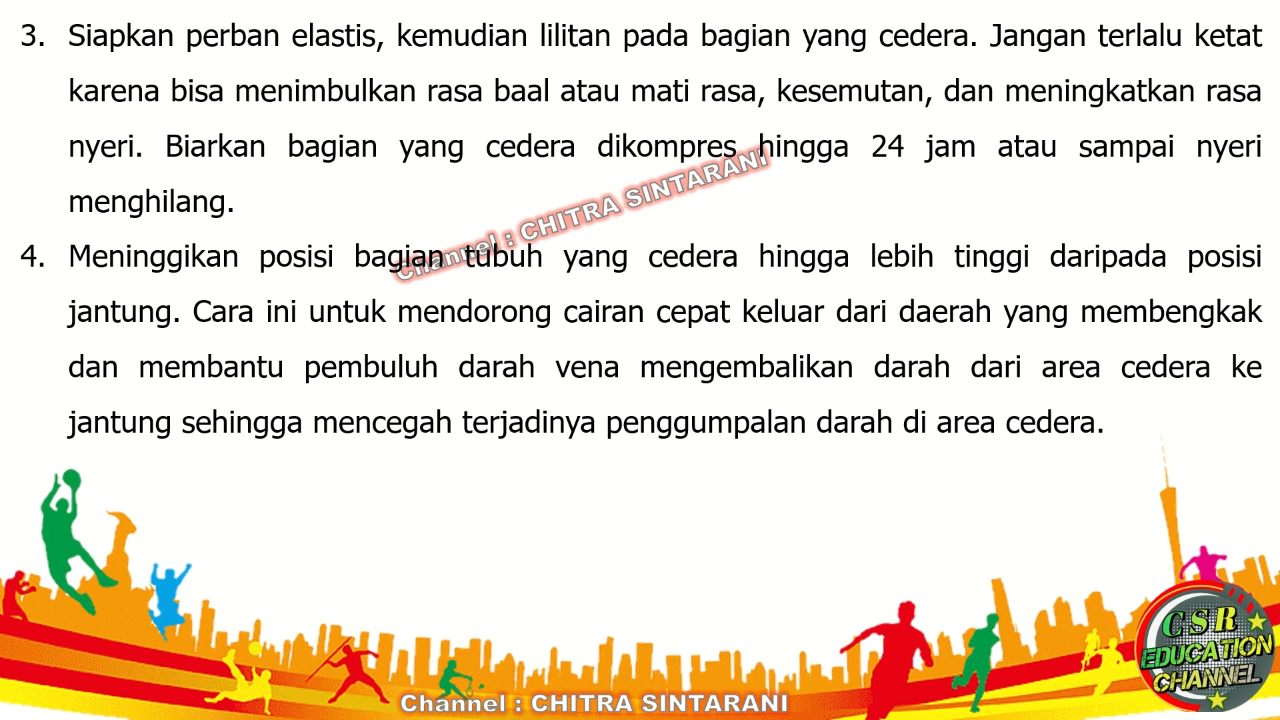 3. Siapkan perban elastis, kemudian lilitan pada bagian yang cedera. Jangan terlalu ketat
karena bisa menimbulkan rasa baal atau mati rasa, kesemutan, dan meningkatkan rasa
nyeri. Biarkan bagian yang cedera dikompres hingga 24 jam atau sampai nyeri
menghilang.
Channel : CHITRA SINTARANI
4. Meninggikan posisi bagian tubuh yang cedera hingga lebih tinggi daripada posisi
jantung. Cara ini untuk mendorong cairan cepat keluar dari daerah yang membengkak
dan membantu pembuluh darah vena mengembalikan darah dari area cedera ke
jantung sehingga mencegah terjadinya penggumpalan darah di area cedera.
CSR
EDUCATION
CHANNEL
Channel : CHITRA SINTARANI